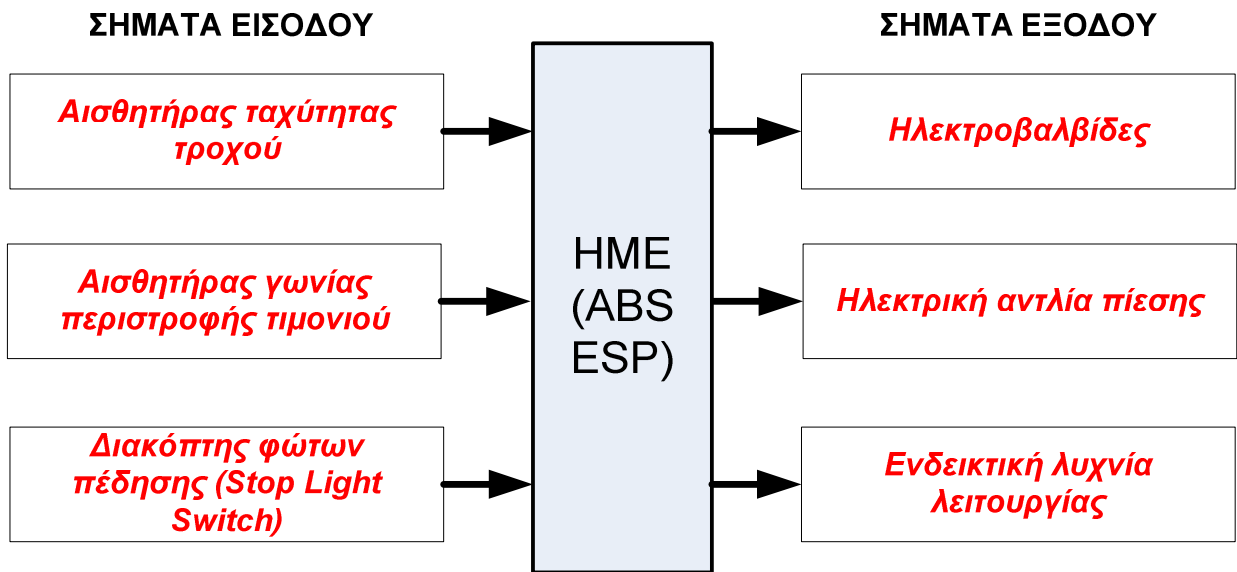 ΣΗΜΑΤΑ ΕΙΣΟΔΟΥ
ΣΗΜΑΤΑ ΕΞΟΔΟΥ
Αισθητήρας ταχύτητας
τροχού
Αισθητήρας γωνίας
περιστροφής τιμονιού
Διακόπτης φώτων
πέδησης (Stop Light
Switch)
ΗΜΕ
(ABS
ESP)
Ηλεκτροβαλβίδες
Ηλεκτρική αντλία πίεσης
Ενδεικτική λυχνία
λειτουργίας